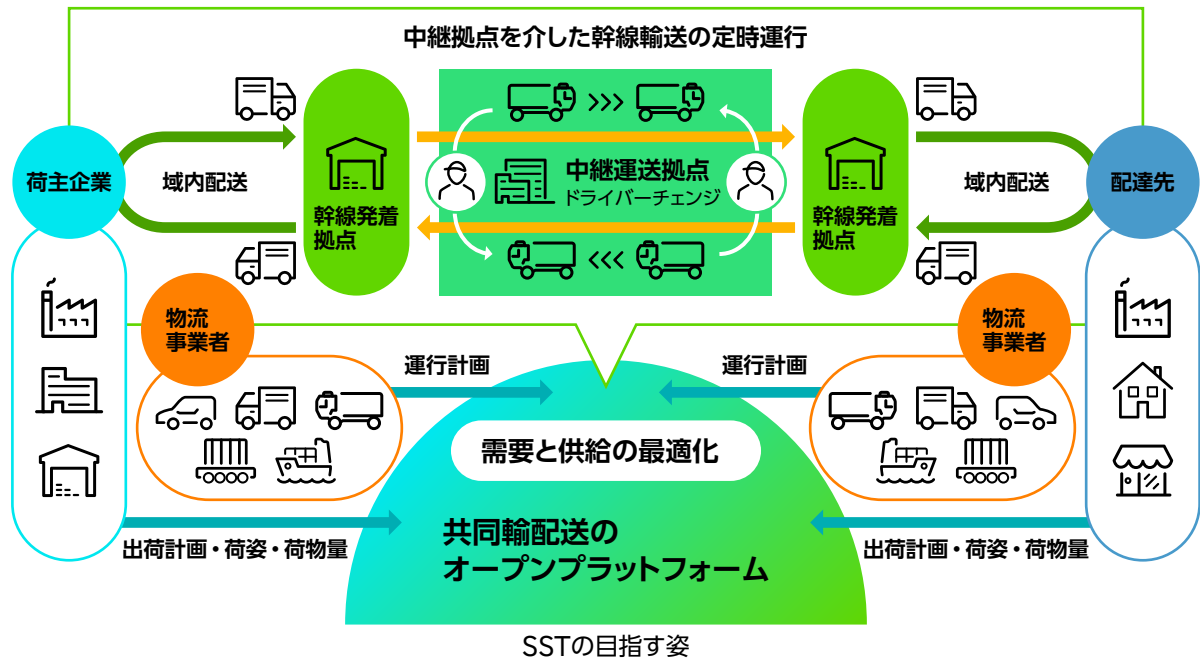 中継拠点を介した幹線輸送の定時運行
荷主企業
域内配送
幹線発着
拠点
>>>
中継運送拠点
ドライバーチェンジ
<<<
幹線発着
拠点
域内配送
配達先
物流
事業者
運行計画
運行計画
物流
事業者
需要と供給の最適化
出荷計画・荷姿・荷物量
共同輸配送の
オープンプラットフォーム
出荷計画・荷姿・荷物量
SSTの目指す姿